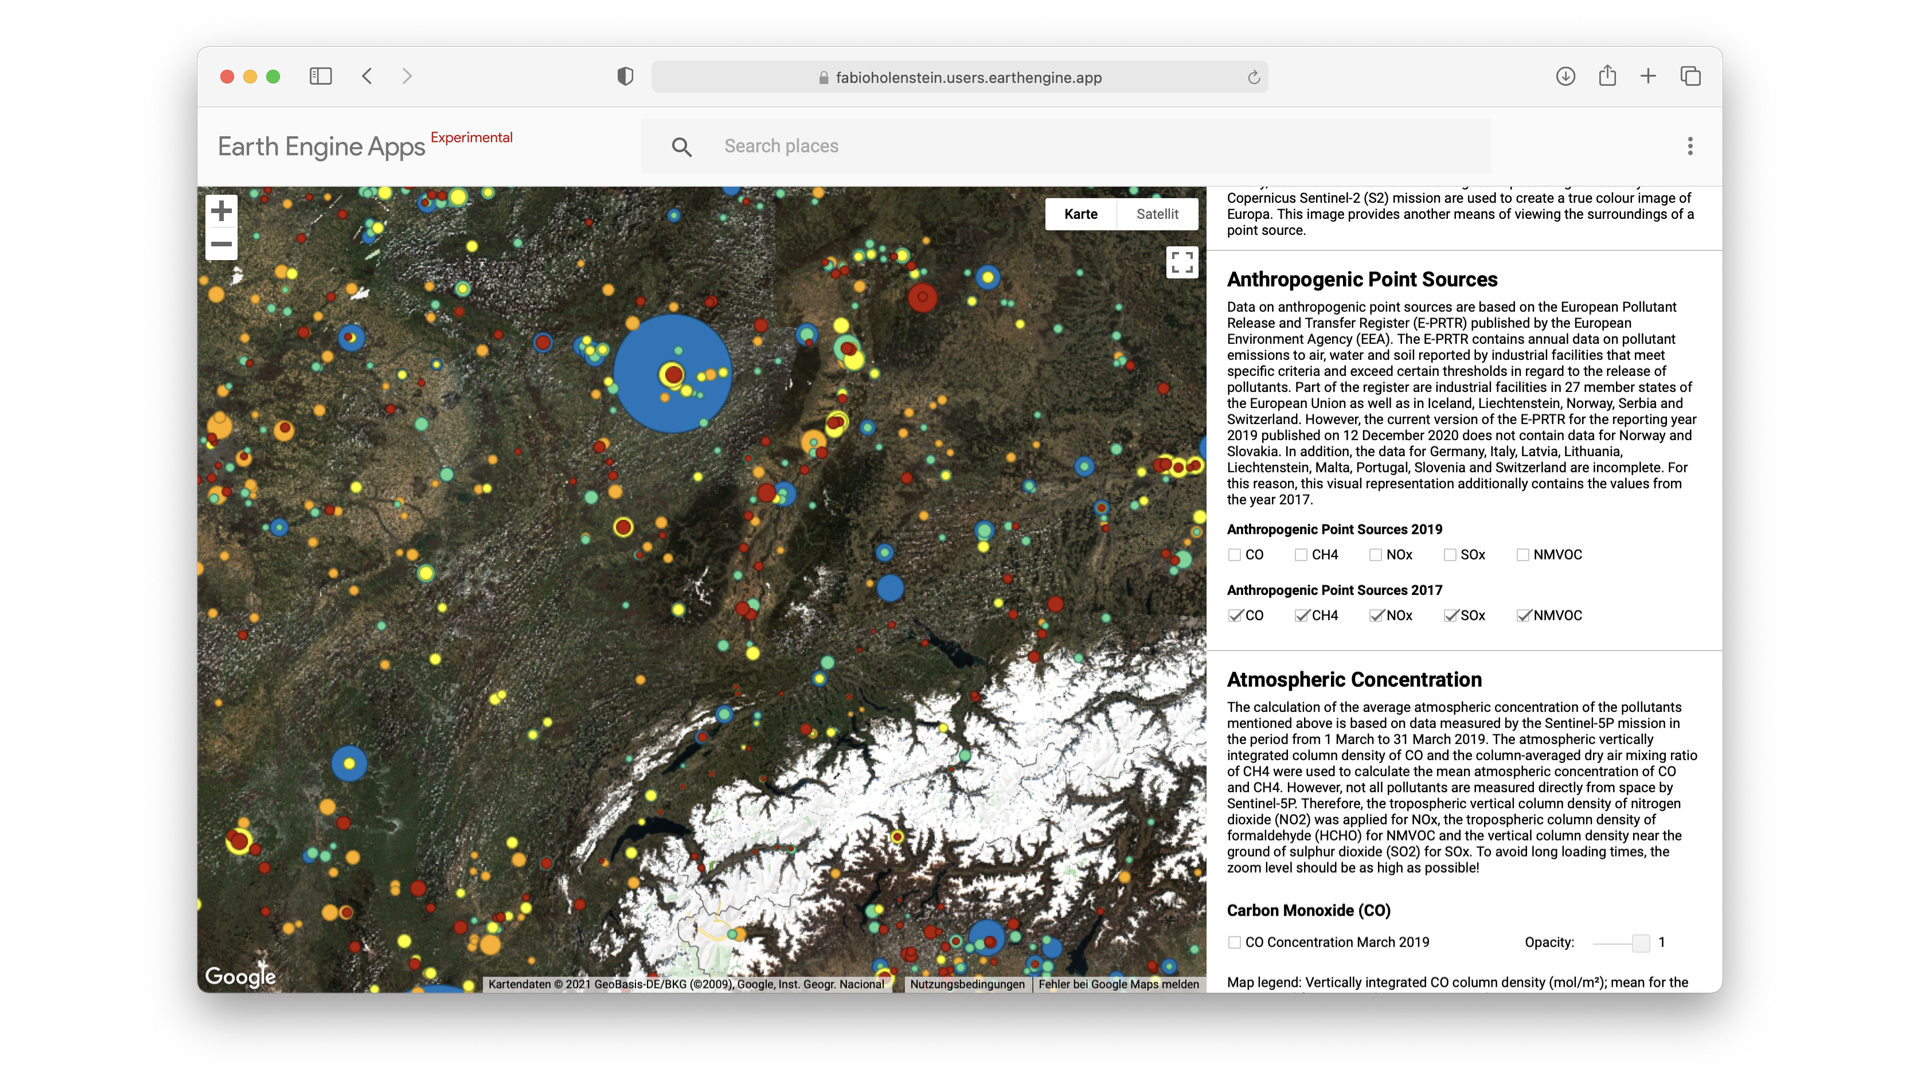 fabioholenstein.users.earthengine.app
Earth Engine Apps Experimental
Search places
Karte
Satellit
Google
Kartendaten © 2021 GeoBasis-DE/BKG (©2009), Google, Inst. Geogr. Nacional
Nutzungsbedingungen
Fehler bei Google Maps melden
Copernicus Sentinel-2 (S2) mission are used to create a true colour image of
Europa. This image provides another means of viewing the surroundings of a
point source.
Anthropogenic Point Sources
Data on anthropogenic point sources are based on the European Pollutant
Release and Transfer Register (E-PRTR) published by the European
Environment Agency (EEA). The E-PRTR contains annual data on pollutant
emissions to air, water and soil reported by industrial facilities that meet
specific criteria and exceed certain thresholds in regard to the release of
pollutants. Part of the register are industrial facilities in 27 member states of
the European Union as well as in Iceland, Liechtenstein, Norway, Serbia and
Switzerland. However, the current version of the E-PRTR for the reporting year
2019 published on 12 December 2020 does not contain data for Norway and
Slovakia. In addition, the data for Germany, Italy, Latvia, Lithuania,
Liechtenstein, Malta, Portugal, Slovenia and Switzerland are incomplete. For
this reason, this visual representation additionally contains the values from
the year 2017.
Anthropogenic Point Sources 2019
CO CH4 NOx SOx NMVOC
Anthropogenic Point Sources 2017
CO CH4 NOx SOx NMVOC
Atmospheric Concentration
The calculation of the average atmospheric concentration of the pollutants
mentioned above is based on data measured by the Sentinel-5P mission in
the period from 1 March to 31 March 2019. The atmospheric vertically
integrated column density of CO and the column-averaged dry air mixing ratio
of CH4 were used to calculate the mean atmospheric concentration of CO
and CH4. However, not all pollutants are measured directly from space by
Sentinel-5P. Therefore, the tropospheric vertical column density of nitrogen
dioxide (NO2) was applied for NOx, the tropospheric column density of
formaldehyde (HCHO) for NMVOC and the vertical column density near the
ground of sulphur dioxide (SO2) for SOx. To avoid long loading times, the
zoom level should be as high as possible!
Carbon Monoxide (CO)
CO Concentration March 2019 Opacity: 1
Map legend: Vertically integrated CO column density (mol/m²); mean for the